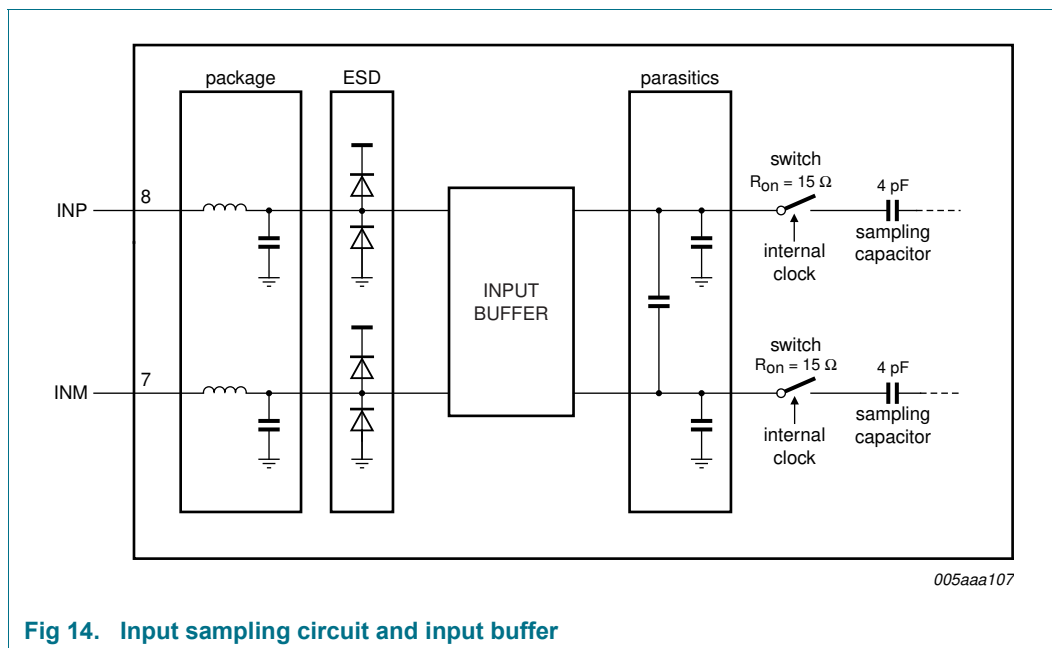 package
ESD
parasitics
switch
Ron = 15 Ω
4 pF
INP
8
internal
clock
sampling
capacitor
INPUT
BUFFER
switch
Ron = 15 Ω
4 pF
INM
7
internal
clock
sampling
capacitor
005aaa107
Fig 14. Input sampling circuit and input buffer